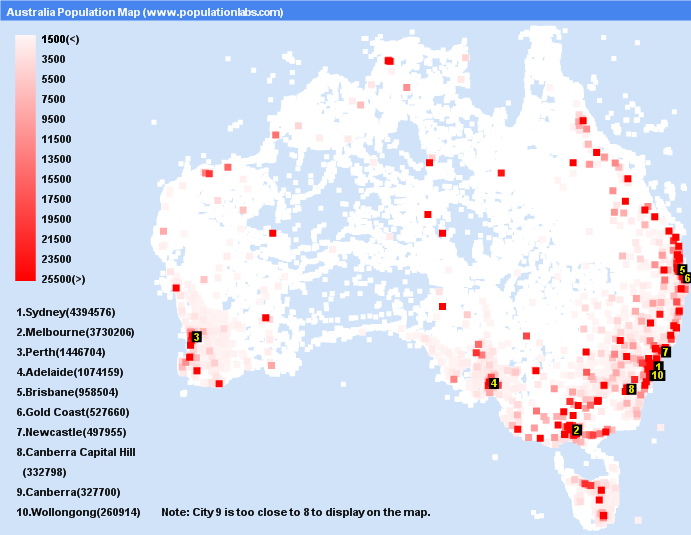 Australia Population Map (www.populationlabs.com)
1500(<)
3500
5500
7500
9500
11500
13500
15500
17500
19500
21500
23500
25500(>)
1.Sydney(4394576)
2.Melbourne(3730206)
3.Perth(1446704)
4.Adelaide(1074159)
5.Brisbane(958504)
6.Gold Coast(527660)
7.Newcastle(497955)
8.Canberra Capital Hill
(332798)
9.Canberra(327700)
10.Wollongong(260914)
Note: City 9 is too close to 8 to display on the map.
5
6
3
7
1
10
4
8
2